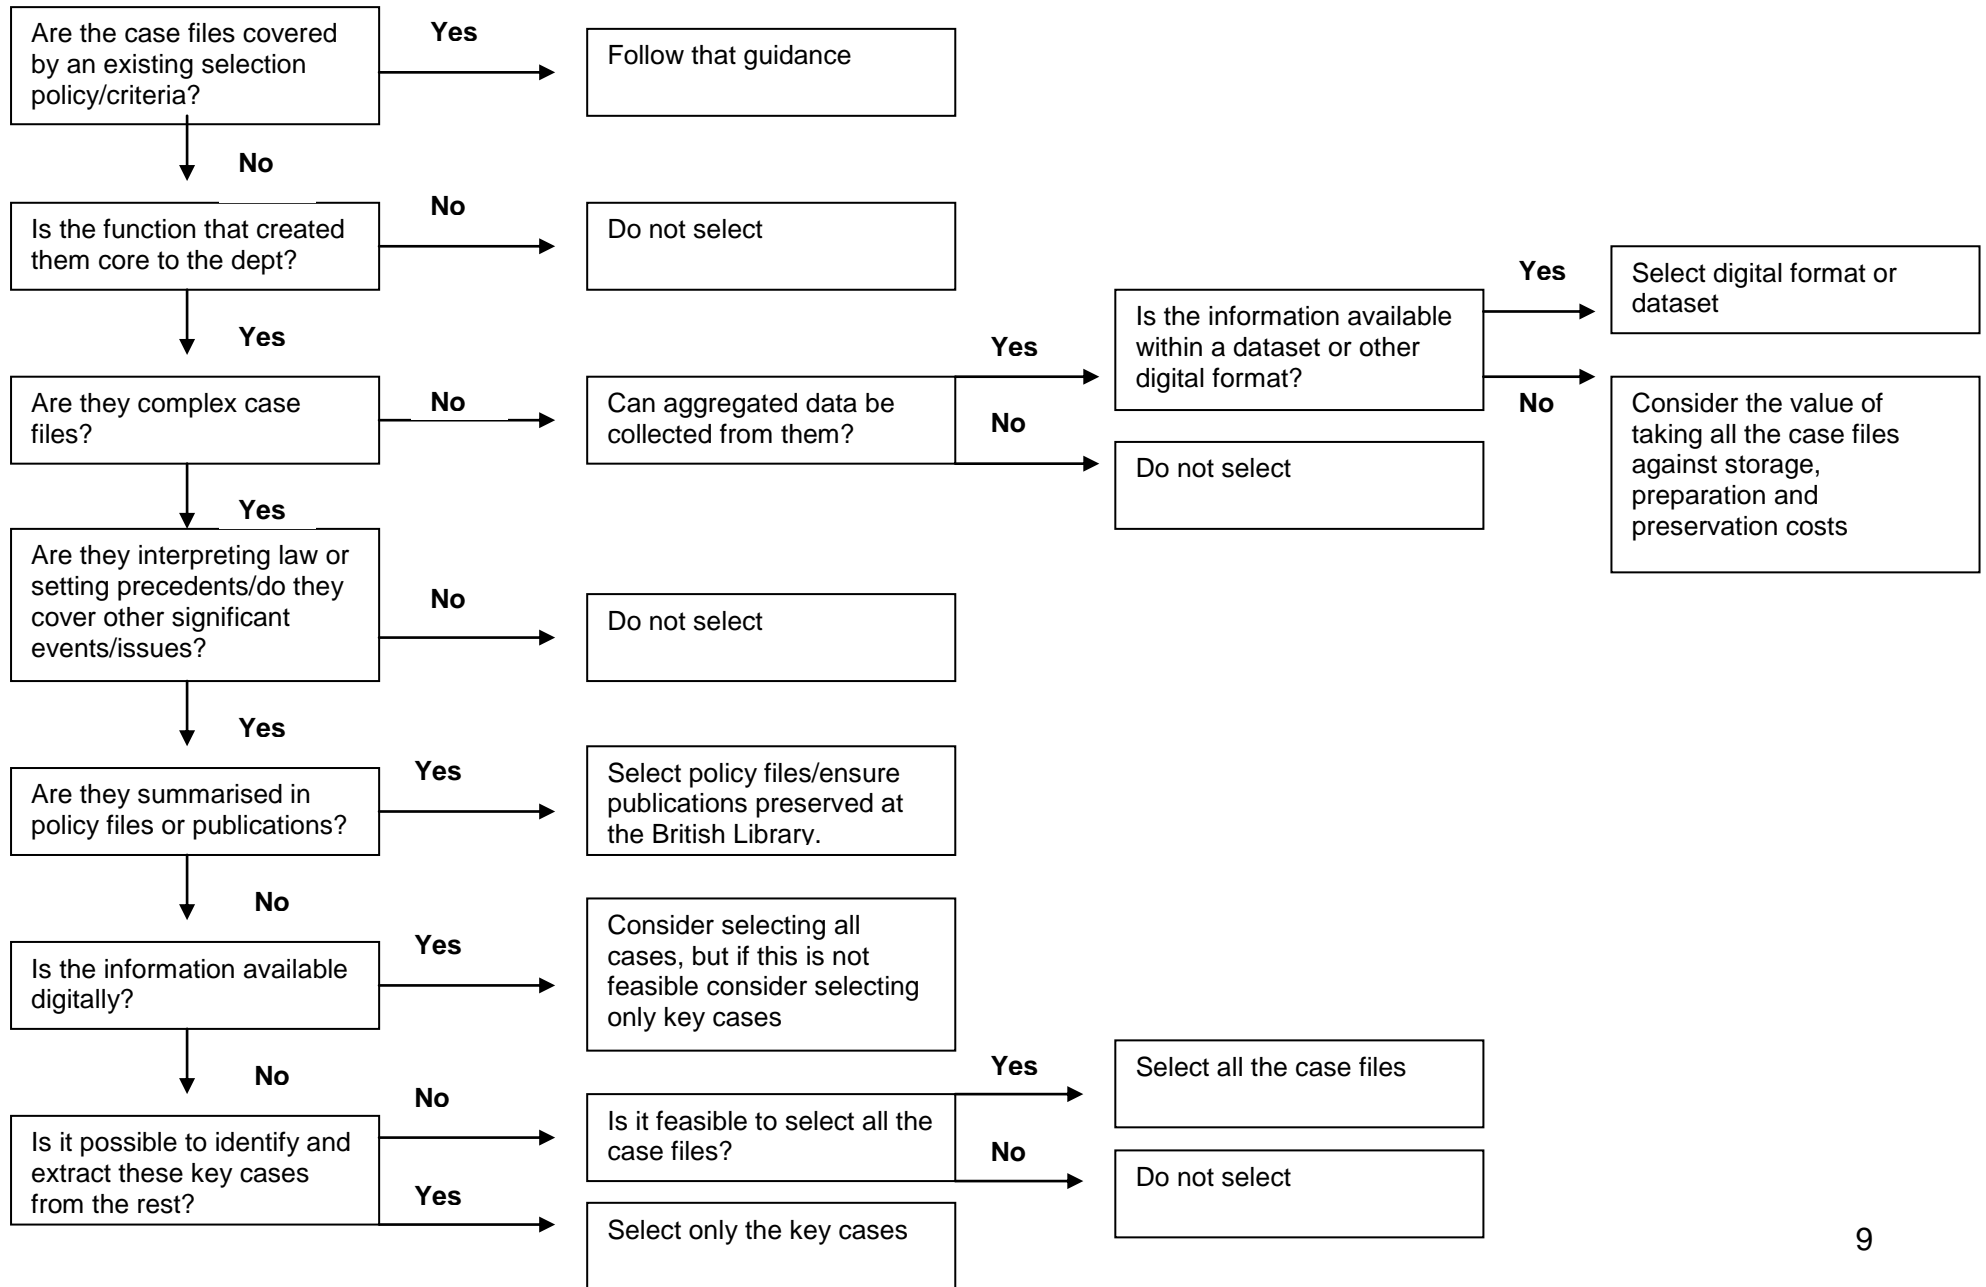 Are the case files covered
by an existing selection
policy/criteria?
Yes
Follow that guidance
No
Is the function that created
them core to the dept?
No
Do not select
Yes
Are they complex case
files?
No
Can aggregated data be
collected from them?
Yes
Is the information available
within a dataset or other
digital format?
Yes
Select digital format or
dataset
No
Consider the value of
taking all the case files
against storage,
preparation and
preservation costs
No
Do not select
Yes
Are they interpreting law or
setting precedents/do they
cover other significant
events/issues?
No
Do not select
Yes
Are they summarised in
policy files or publications?
Yes
Select policy files/ensure
publications preserved at
the British Library.
No
Is the information available
digitally?
Yes
Consider selecting all
cases, but if this is not
feasible consider selecting
only key cases
No
Is it possible to identify and
extract these key cases
from the rest?
No
Is it feasible to select all the
case files?
Yes
Select all the case files
No
Do not select
Yes
Select only the key cases
9